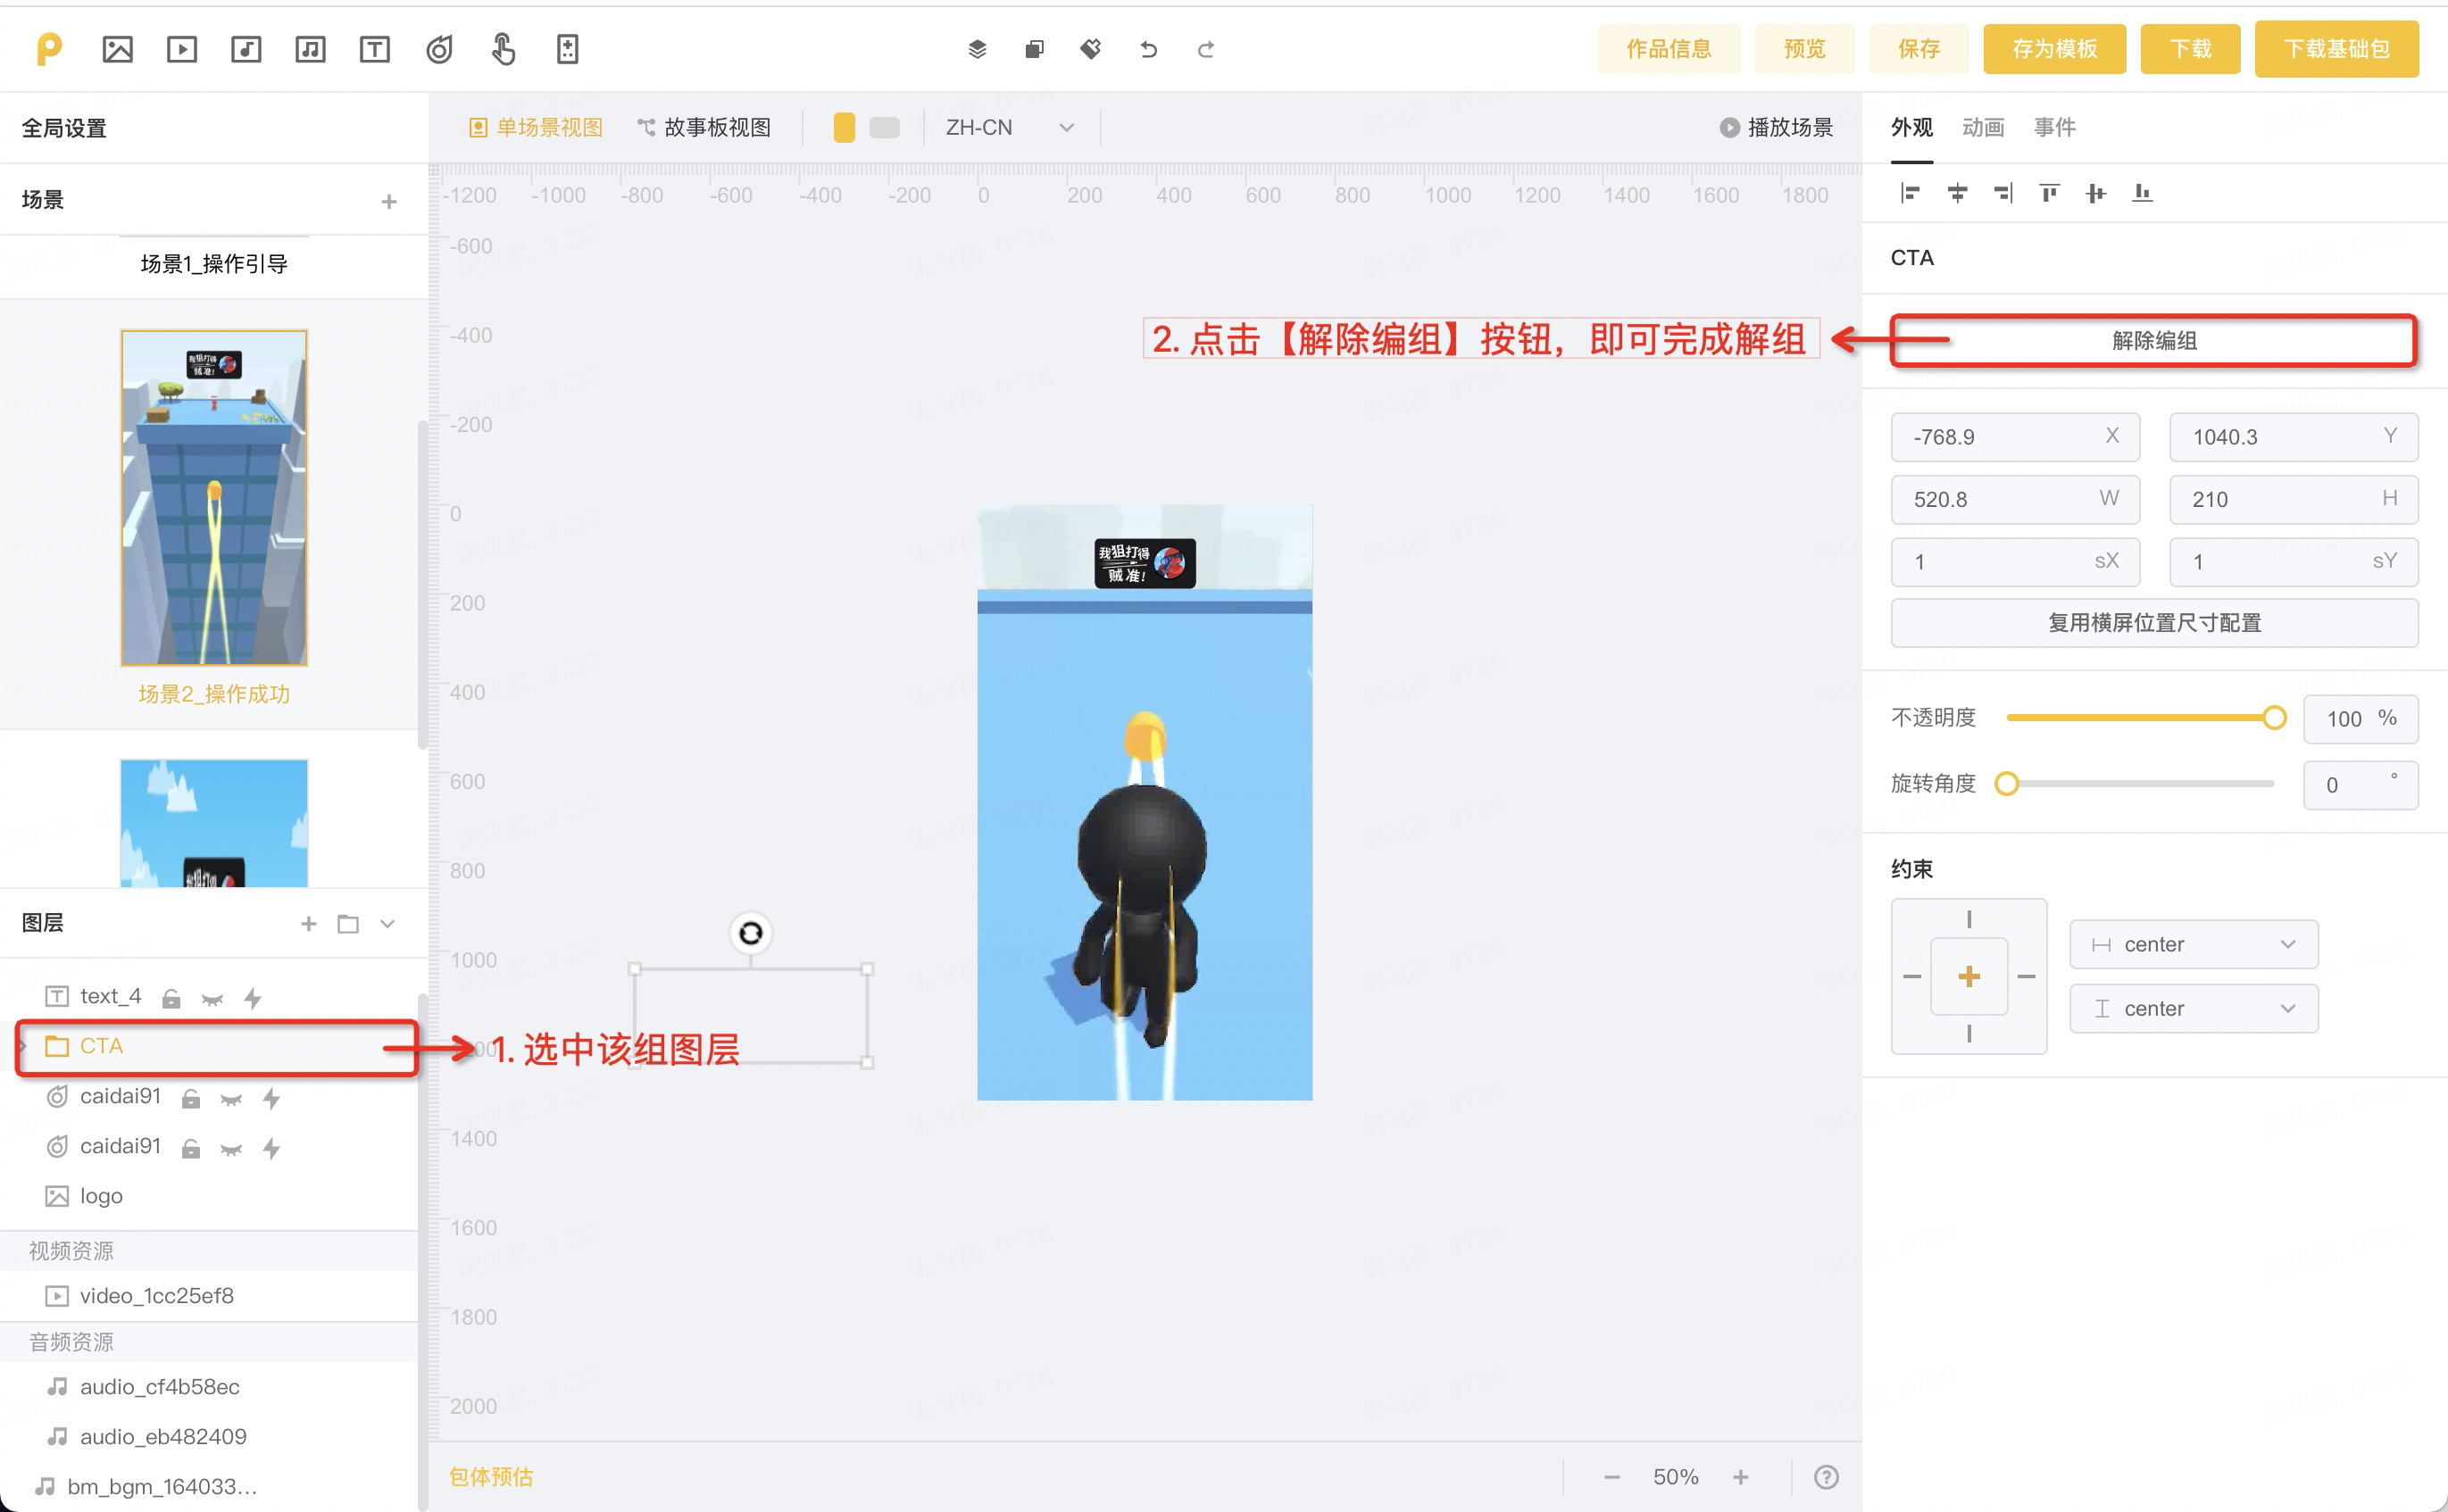 作品信息
预览
保存
存为模板
下载
下载基础包
全局设置
单场景视图
故事板视图
ZH-CN
播放场景
外观
动画
事件
场景
-1200
-1000
-800
-600
-400
-200
0
200
400
600
800
1000
1200
1400
1600
1800
场景1_操作引导
-600
-400
-200
0
200
400
600
800
1000
1400
1600
1800
2000
CTA
2. 点击【解除编组】按钮，即可完成解组
解除编组
-768.9 X
1040.3 Y
520.8 W
210 H
1 sX
1 sY
复用横屏位置尺寸配置
我狙打得
贼准!
我狙打得
贼准!
场景2_操作成功
不透明度
100 %
旋转角度
0 °
约束
center
center
图层
text_4
CTA
1. 选中该组图层
caidai91
caidai91
logo
视频资源
video_1cc25ef8
音频资源
audio_cf4b58ec
audio_eb482409
bm_bgm_164033...
包体预估
50%